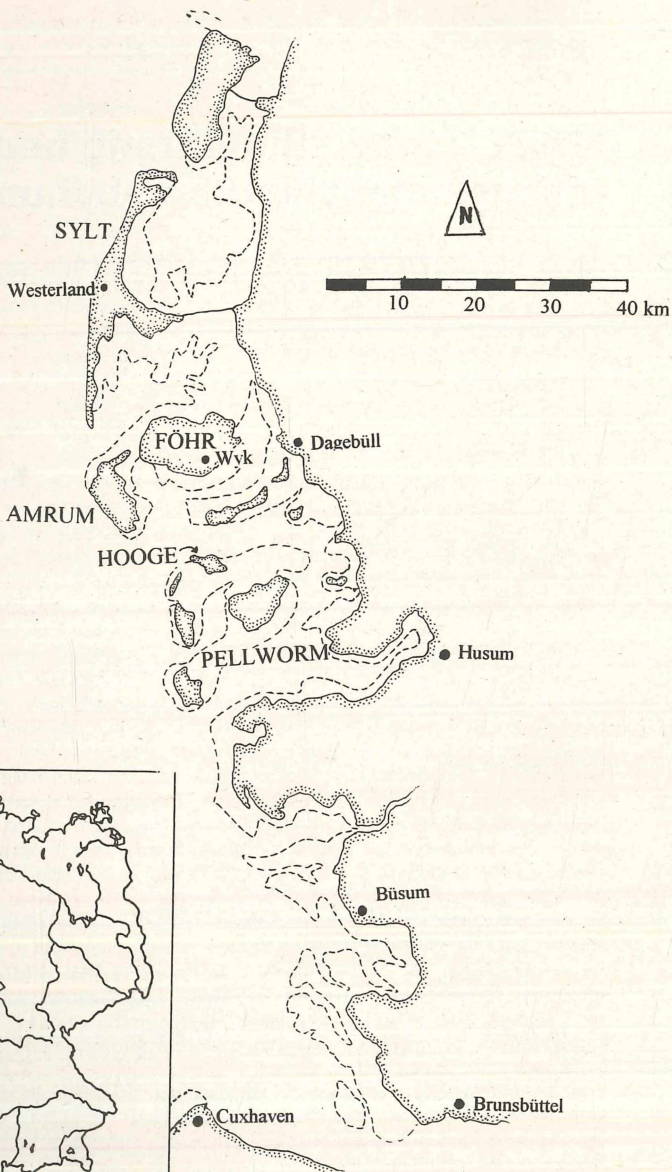 N
SYLT
Westerland
10 20 30 40 km
FÖHR
Wyk
Dagebüll
AMRUM
HOOGE
PELLWORM
Husum
Büsum
Brunsbüttel
Cuxhaven